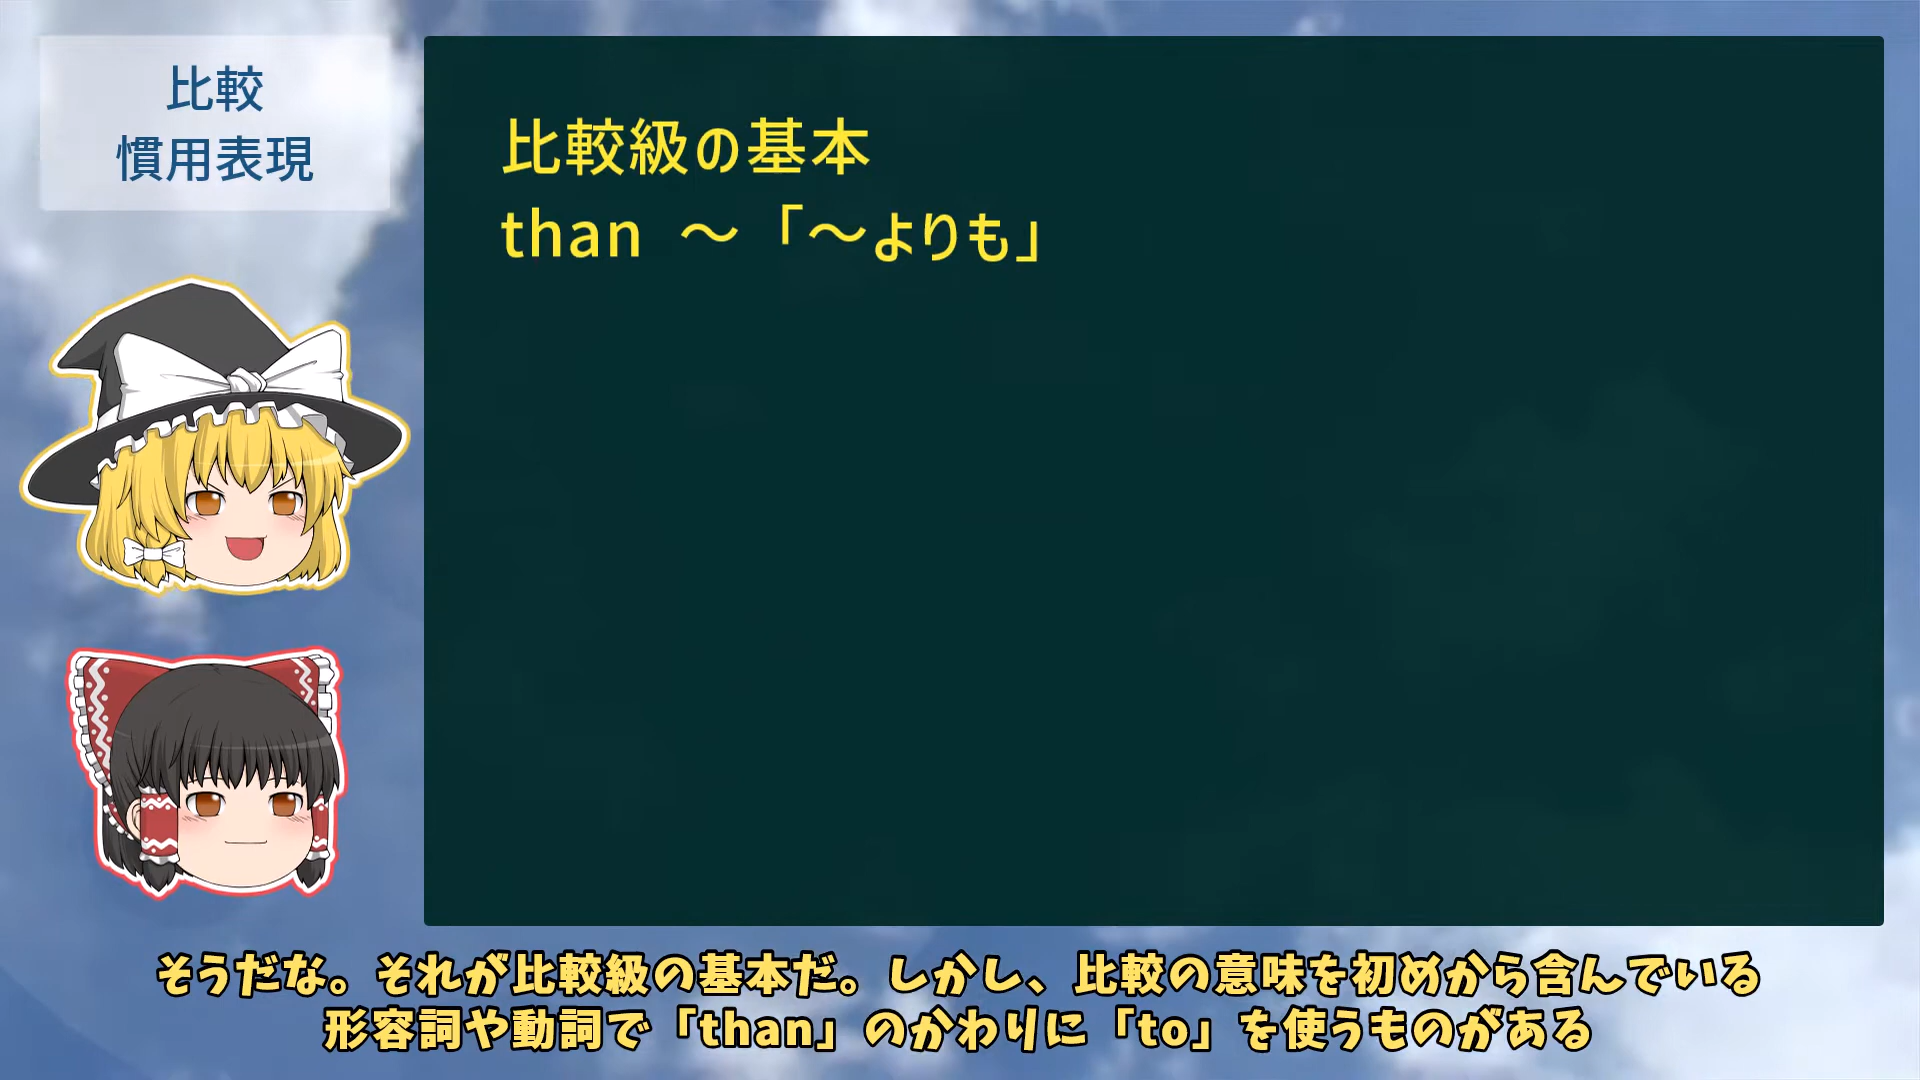 比較
慣用表現
比較級の基本
than ～「～よりも」
そうだな。それが比較級の基本だ。しかし、比較の意味を初めから含んでいる
形容詞や動詞で「than」のかわりに「to」を使うものがある